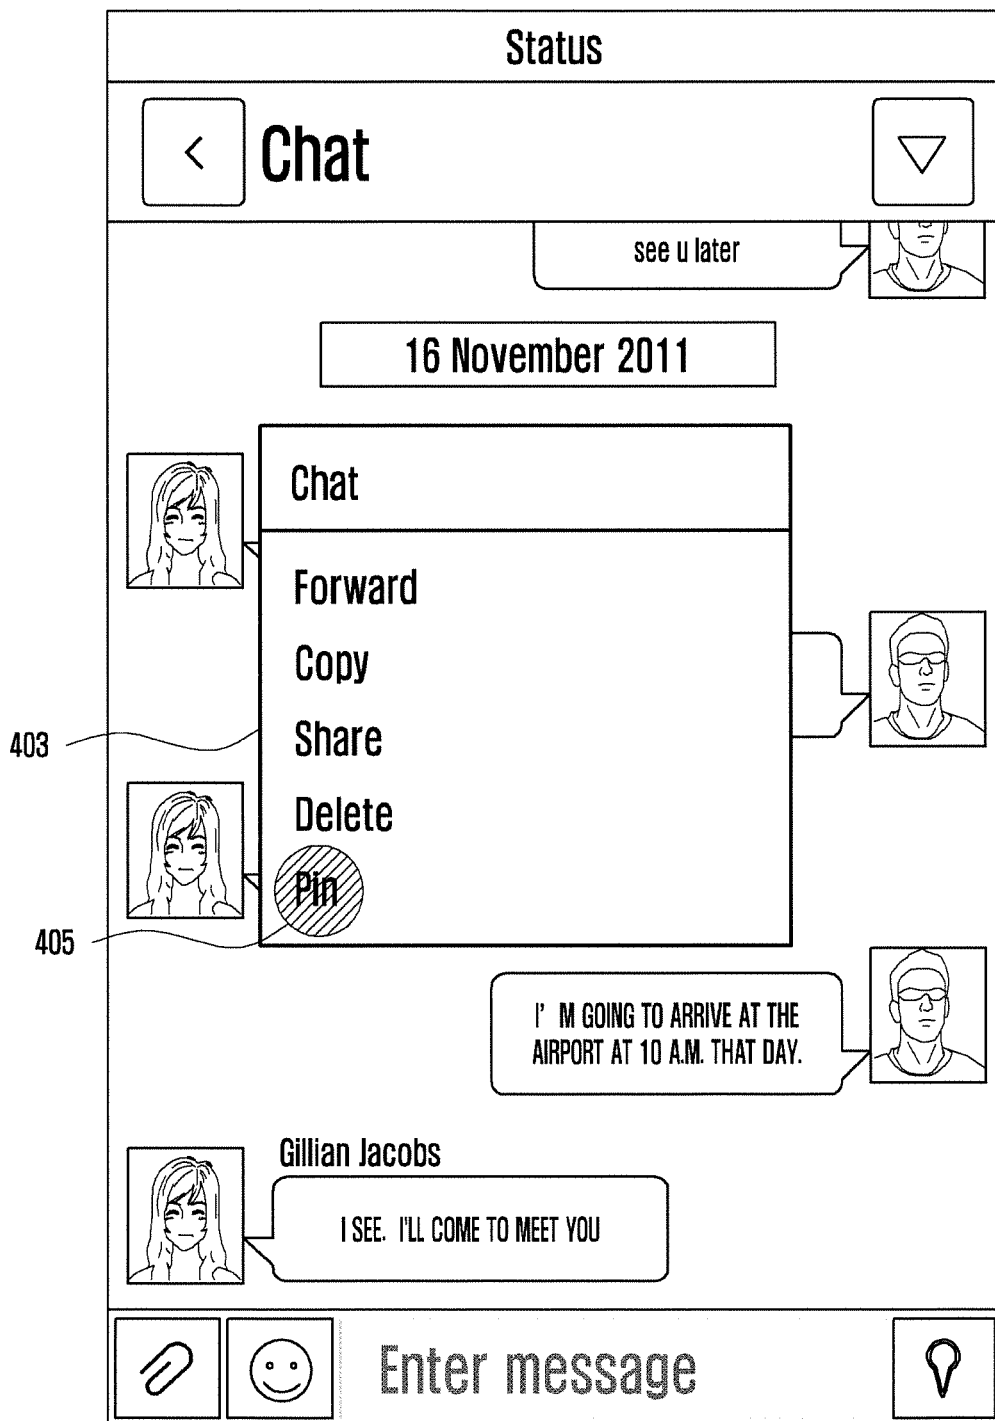 Status
Chat
see u later
16 November 2011
Chat
Forward
Copy
Share
403
Delete
Pin
405
I' M GOING TO ARRIVE AT THE
AIRPORT AT 10 A.M. THAT DAY.
Gillian Jacobs
I SEE. I'LL COME TO MEET YOU
Enter message